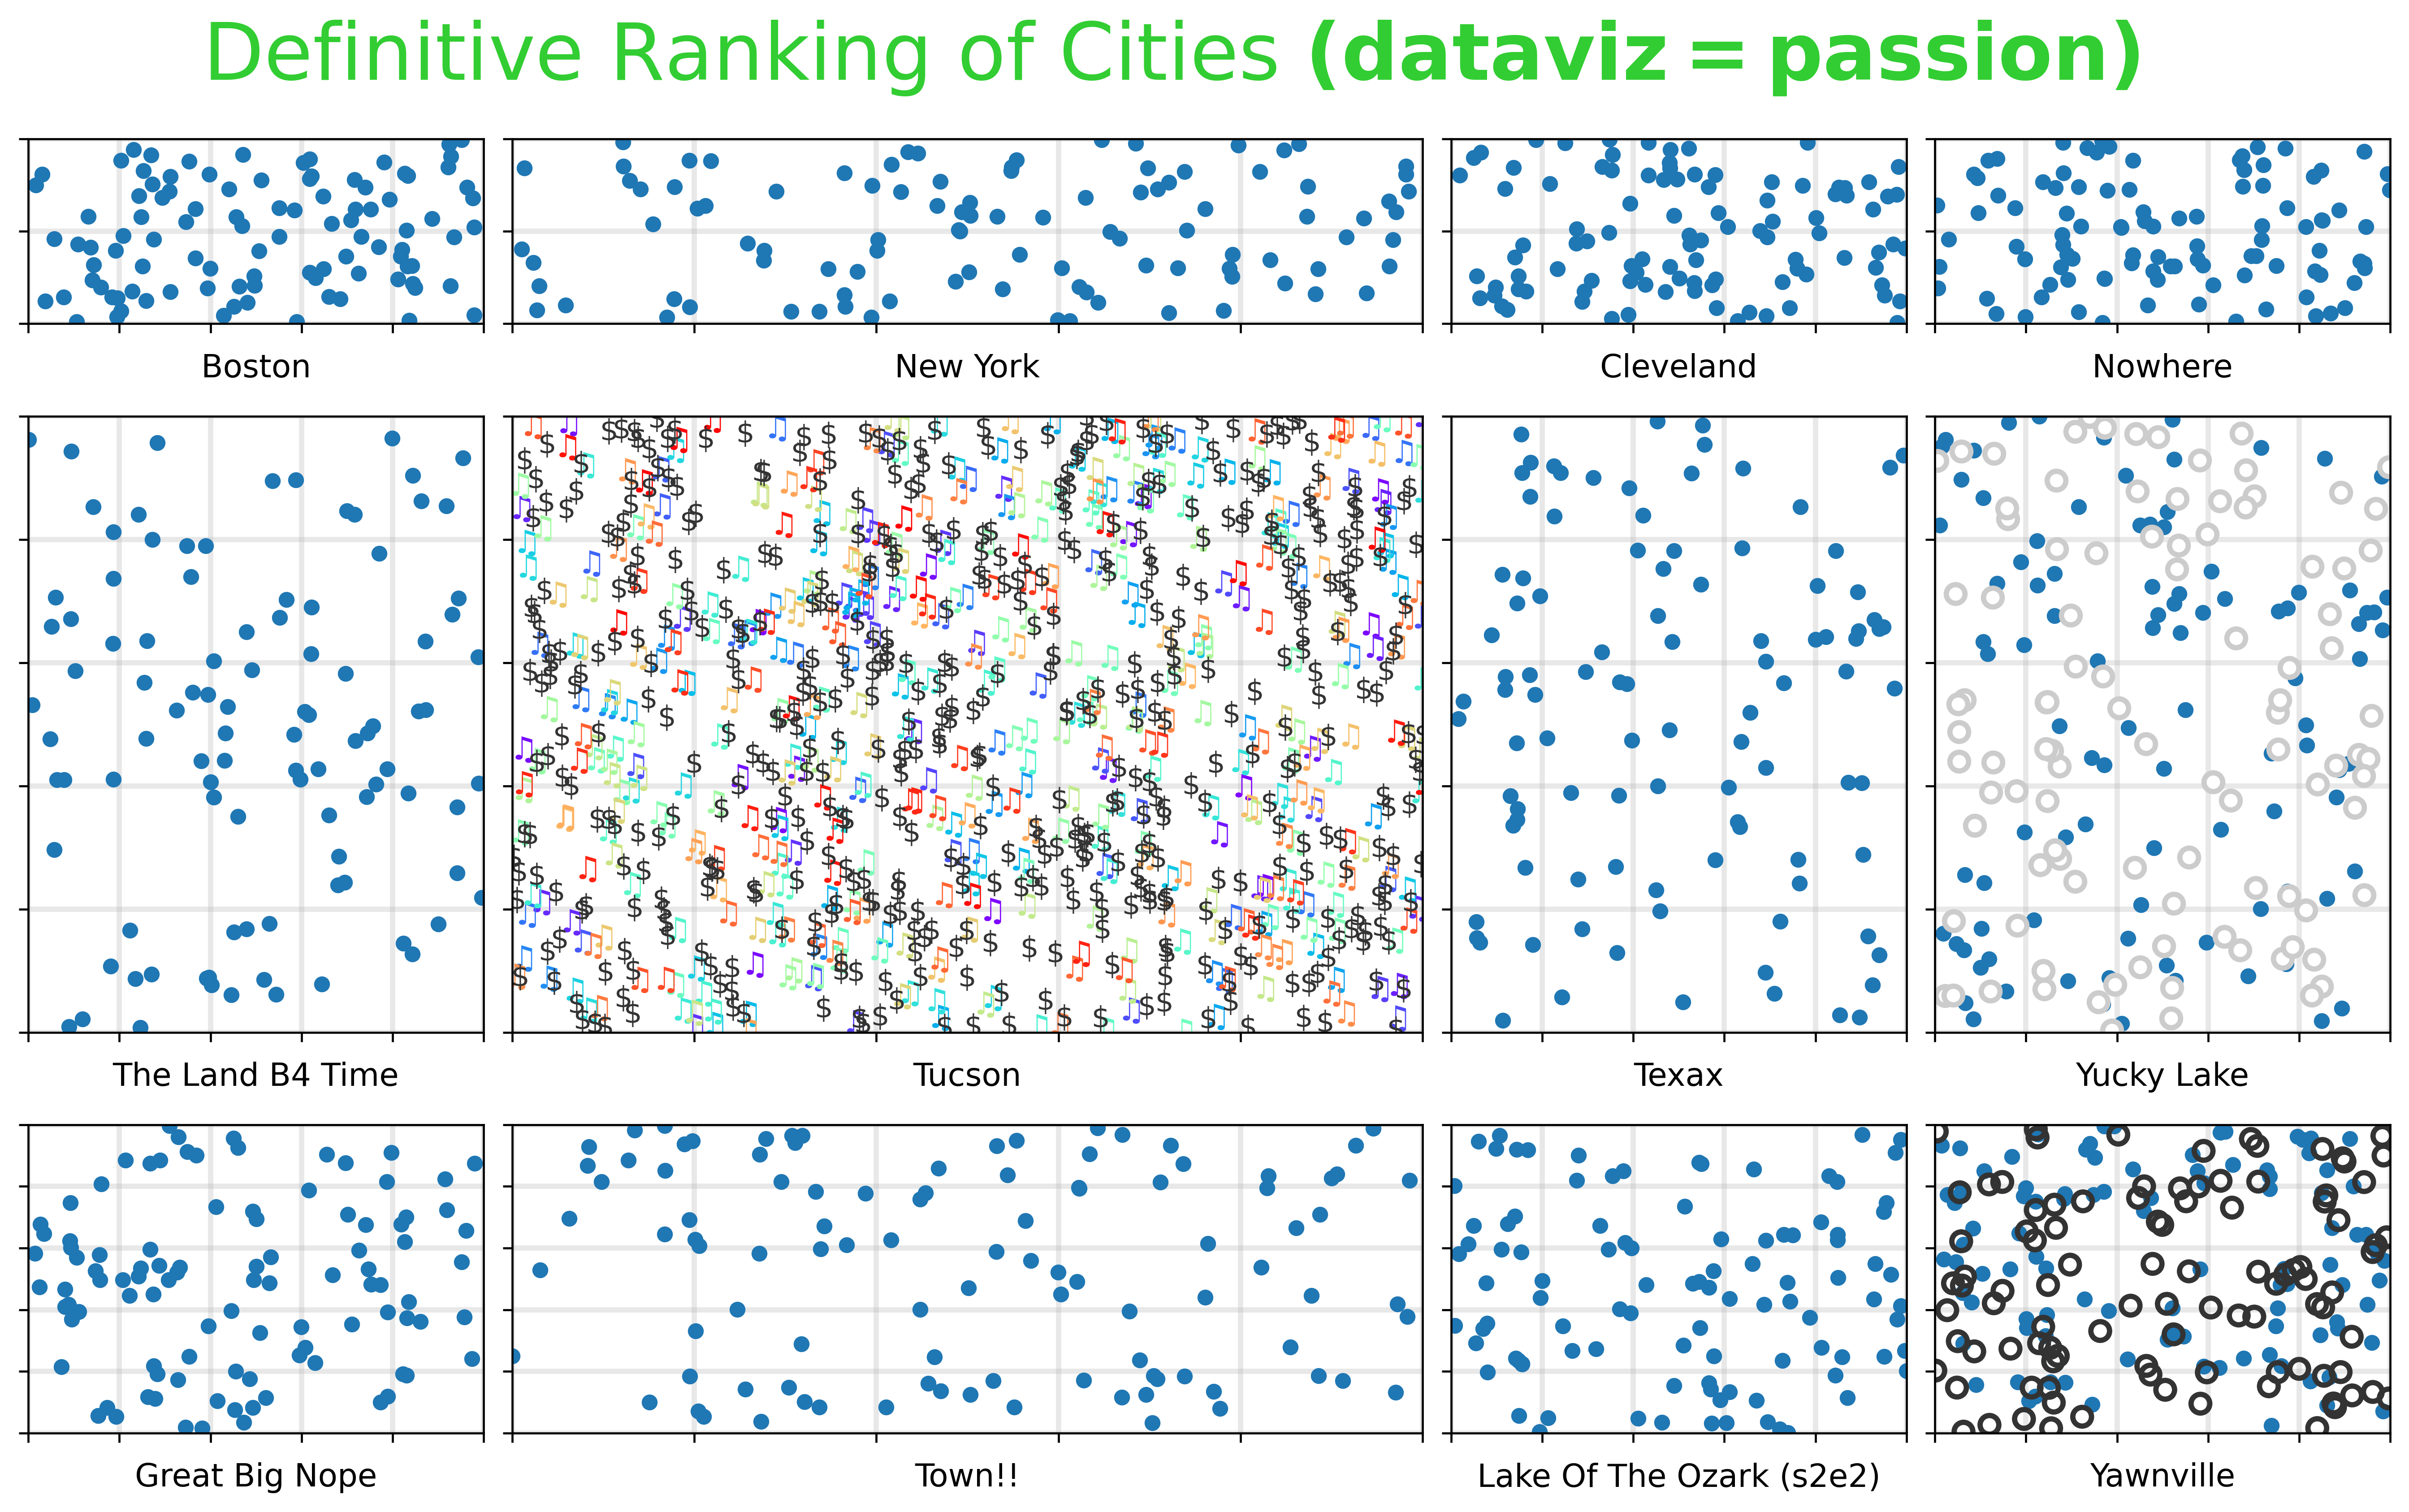 Definitive Ranking of Cities (dataviz = passion)
Boston
New York
Cleveland
Nowhere
The Land B4 Time
Tucson
Texax
Yucky Lake
Great Big Nope
Town!!
Lake Of The Ozark (s2e2)
Yawnville